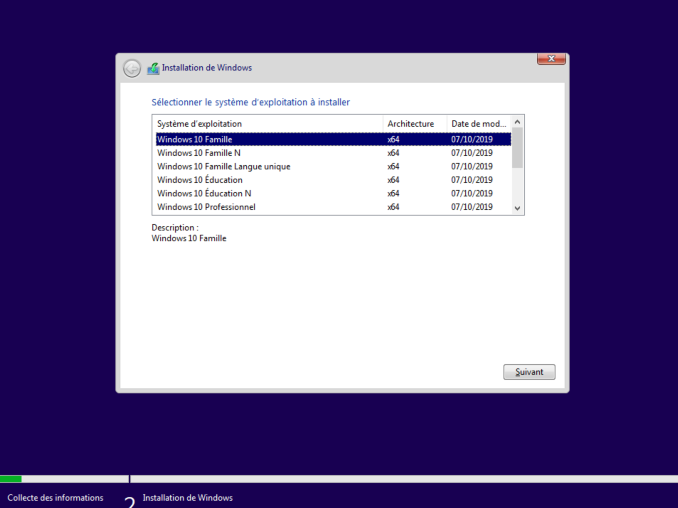 Installation de Windows
Sélectionner le système d'exploitation à installer
Système d'exploitation Architecture Date de mod...
Windows 10 Famille x64 07/10/2019
Windows 10 Famille N x64 07/10/2019
Windows 10 Famille Langue unique x64 07/10/2019
Windows 10 Éducation x64 07/10/2019
Windows 10 Éducation N x64 07/10/2019
Windows 10 Professionnel x64 07/10/2019
Description :
Windows 10 Famille
Suivant
Collecte des informations 2 Installation de Windows